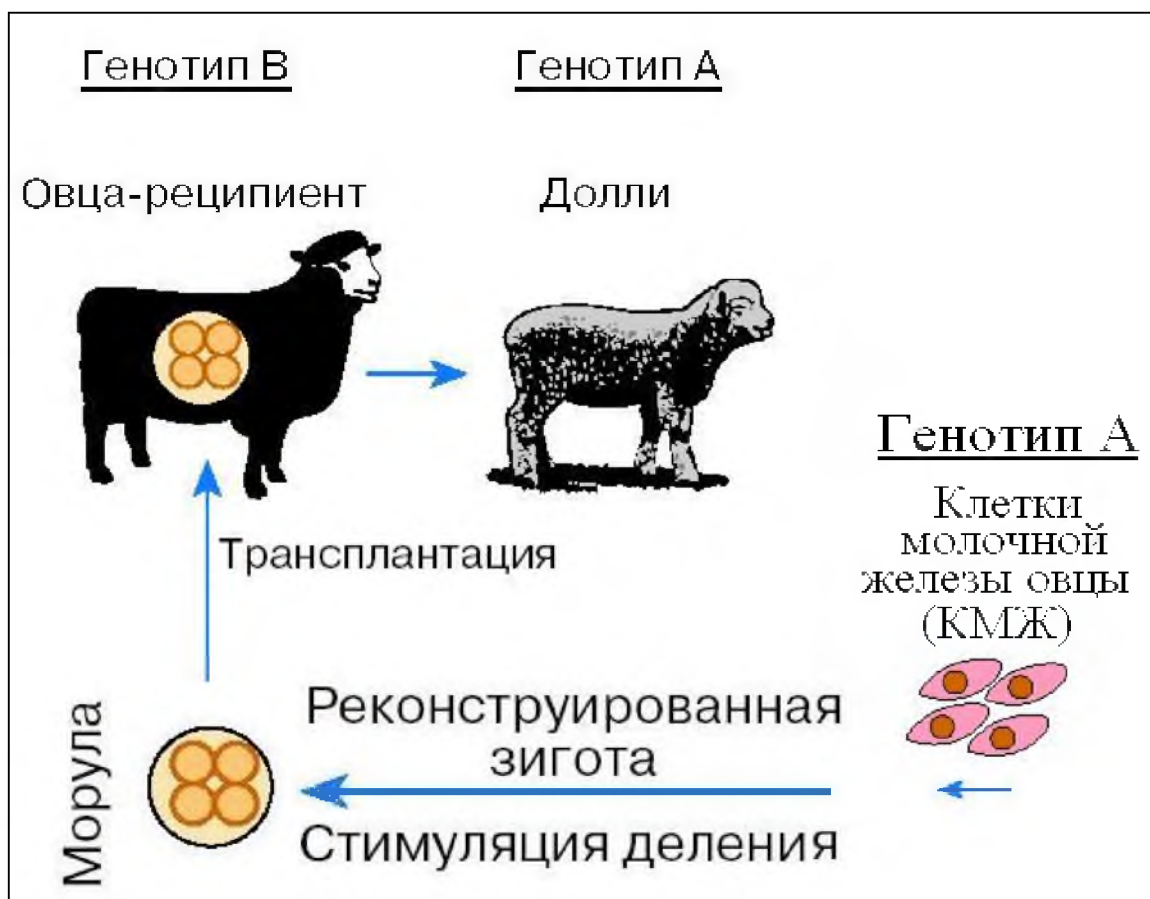 Генотип В
Генотип А
Овца-реципиент
Долли
Генотип А
Клетки
молочной
железы овцы
(КМЖ)
Трансплантация
Морула
Реконструированная
зигота
Стимуляция деления